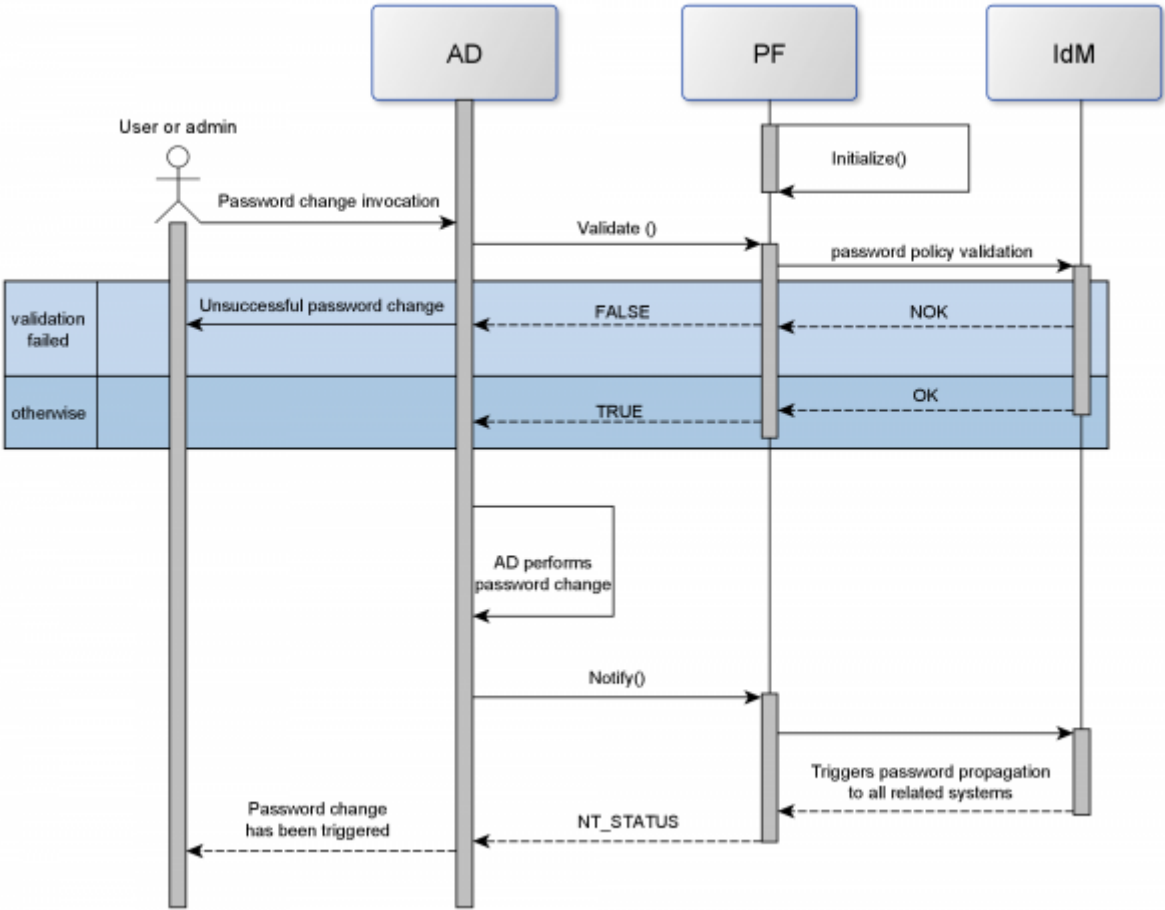 AD
PF
IdM
User or admin
Initialize()
Password change invocation
Validate ()
password policy validation
validation
failed
Unsuccessful password change
FALSE
NOK
otherwise
TRUE
OK
AD performs
password change
Notify()
Triggers password propagation
to all related systems
Password change
has been triggered
NT_STATUS